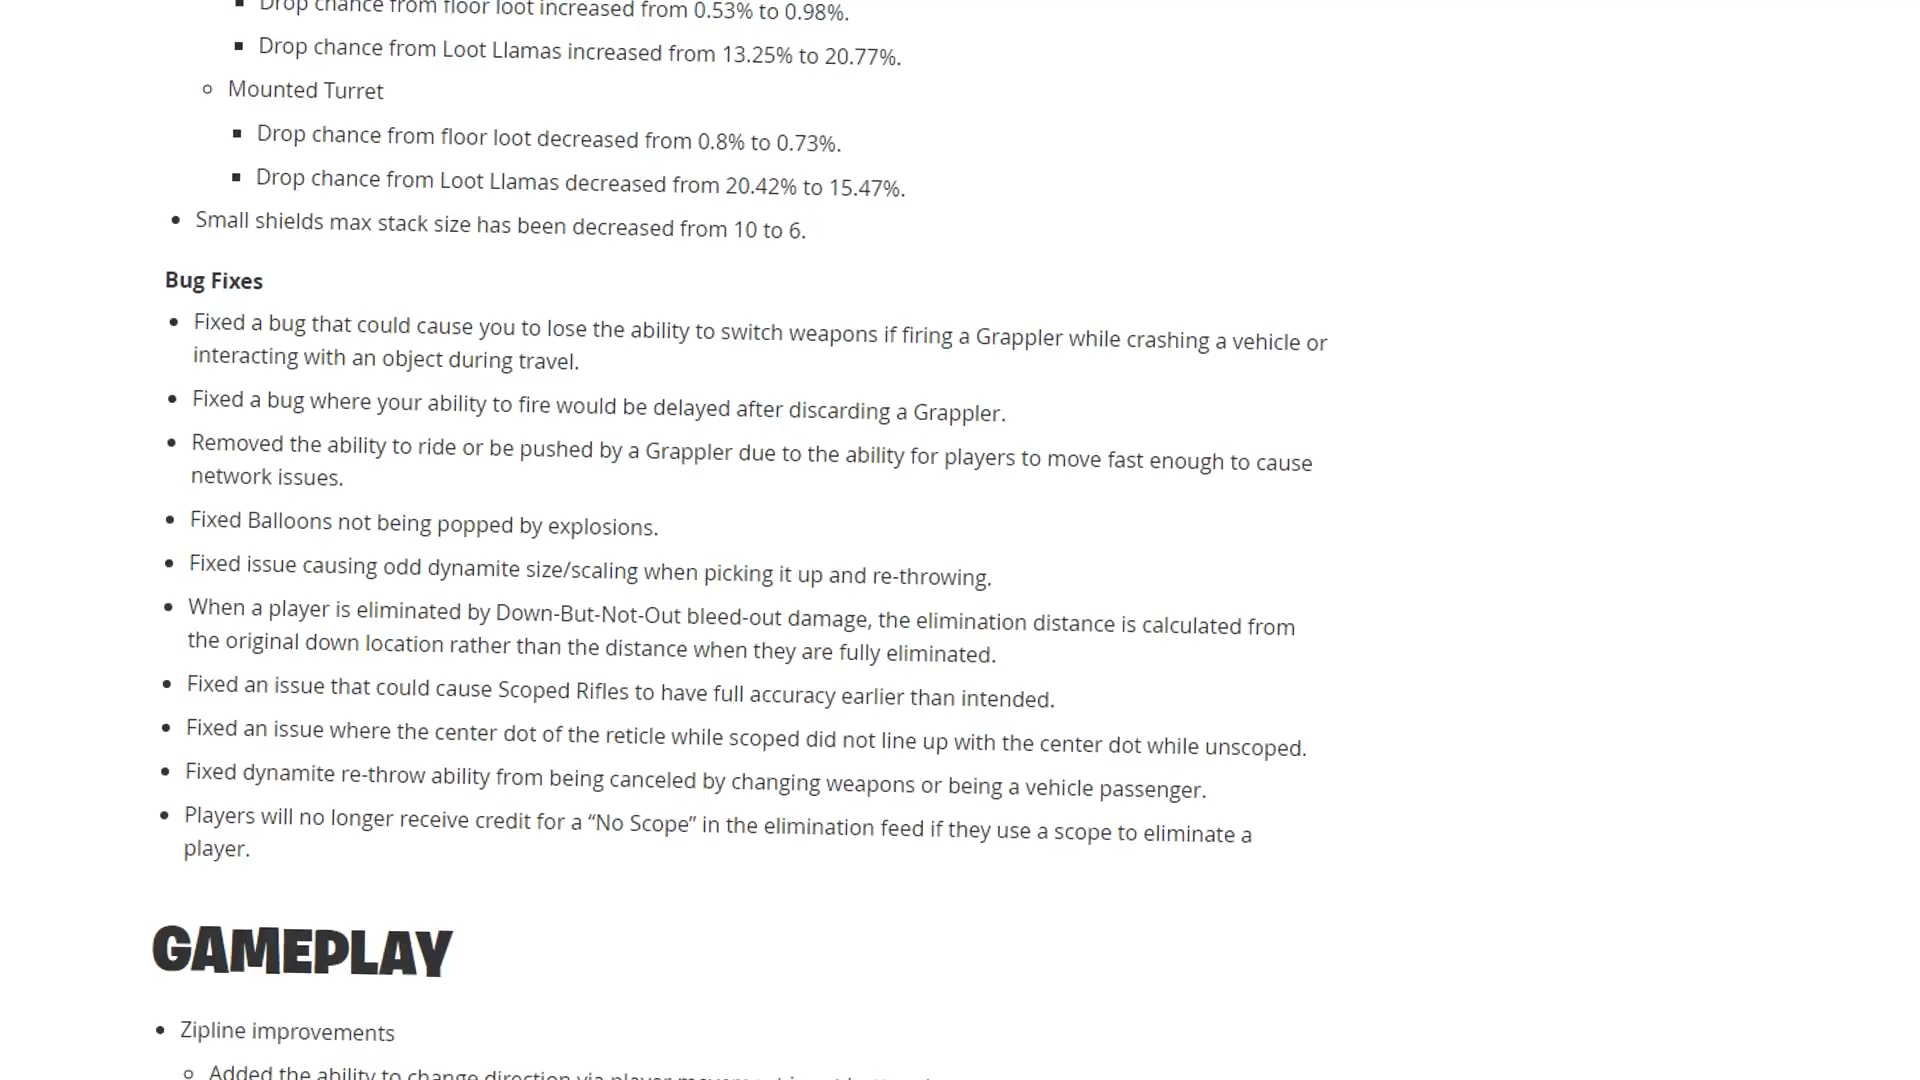 Drop chance from floor loot increased from 0.53% to 0.98%.
Drop chance from Loot Llamas increased from 13.25% to 20.77%.
Mounted Turret
Drop chance from floor loot decreased from 0.8% to 0.73%.
Drop chance from Loot Llamas decreased from 20.42% to 15.47%.
Small shields max stack size has been decreased from 10 to 6.
Bug Fixes
Fixed a bug that could cause you to lose the ability to switch weapons if firing a Grappler while crashing a vehicle or
interacting with an object during travel.
Fixed a bug where your ability to fire would be delayed after discarding a Grappler.
Removed the ability to ride or be pushed by a Grappler due to the ability for players to move fast enough to cause
network issues.
Fixed Balloons not being popped by explosions.
Fixed issue causing odd dynamite size/scaling when picking it up and re-throwing.
When a player is eliminated by Down-But-Not-Out bleed-out damage, the elimination distance is calculated from
the original down location rather than the distance when they are fully eliminated.
Fixed an issue that could cause Scoped Rifles to have full accuracy earlier than intended.
Fixed an issue where the center dot of the reticle while scoped did not line up with the center dot while unscoped.
Fixed dynamite re-throw ability from being canceled by changing weapons or being a vehicle passenger.
Players will no longer receive credit for a “No Scope” in the elimination feed if they use a scope to eliminate a
player.
GAMEPLAY
Zipline improvements
Added the ability to change direction via player